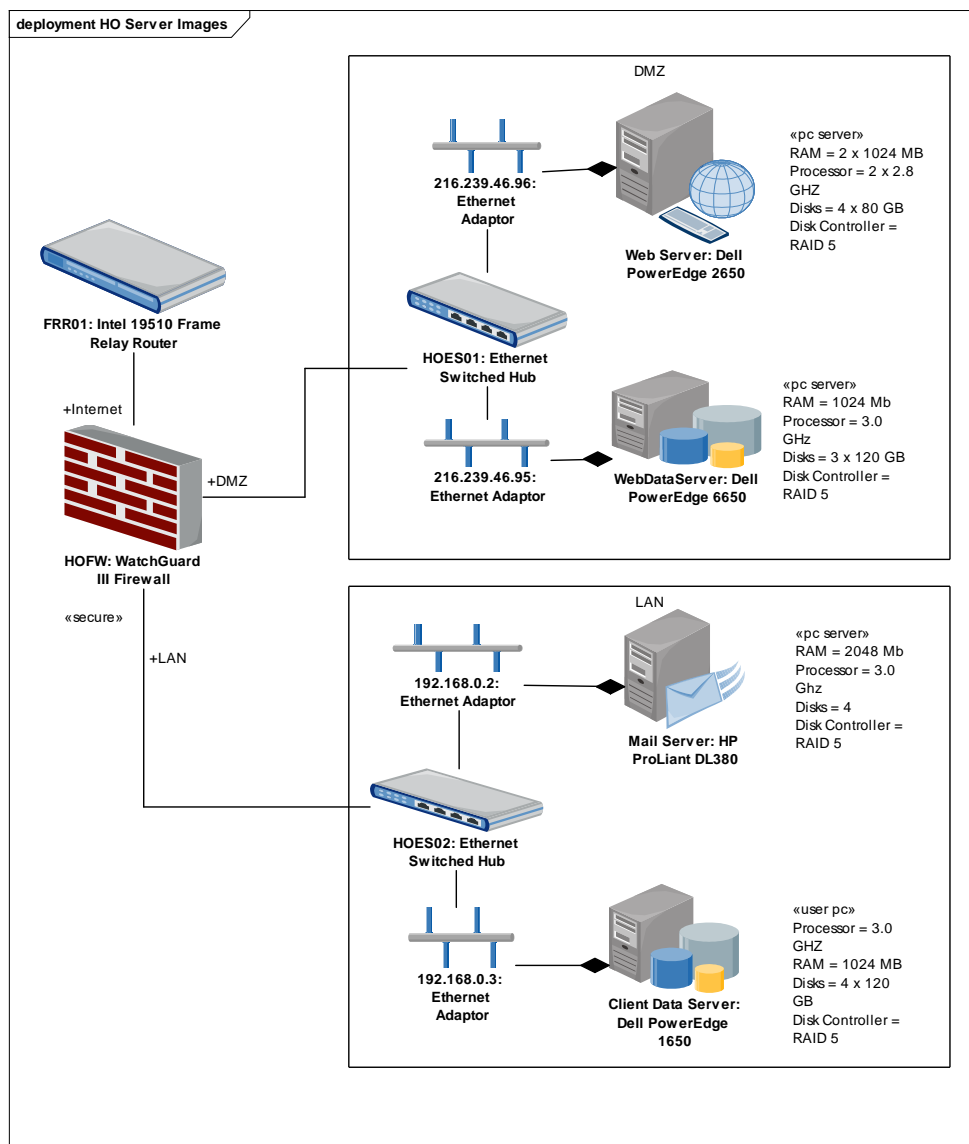 deployment HO Server Images
DMZ
216.239.46.96:
Ethernet
Adaptor
Web Server: Dell
PowerEdge 2650
«pc server»
RAM = 2 x 1024 MB
Processor = 2 x 2.8
GHZ
Disks = 4 x 80 GB
Disk Controller =
RAID 5
FRR01: Intel 19510 Frame
Relay Router
HOES01: Ethernet
Switched Hub
+Internet
+DMZ
216.239.46.95:
Ethernet Adaptor
WebDataServer: Dell
PowerEdge 6650
«pc server»
RAM = 1024 Mb
Processor = 3.0
GHz
Disks = 3 x 120 GB
Disk Controller =
RAID 5
HOFW: WatchGuard
III Firewall
«secure»
+LAN
LAN
192.168.0.2:
Ethernet Adaptor
Mail Server: HP
ProLiant DL380
«pc server»
RAM = 2048 Mb
Processor = 3.0
Ghz
Disks = 4
Disk Controller =
RAID 5
HOES02: Ethernet
Switched Hub
192.168.0.3:
Ethernet
Adaptor
Client Data Server:
Dell PowerEdge
1650
«user pc»
Processor = 3.0
GHZ
RAM = 1024 MB
Disks = 4 x 120
GB
Disk Controller =
RAID 5